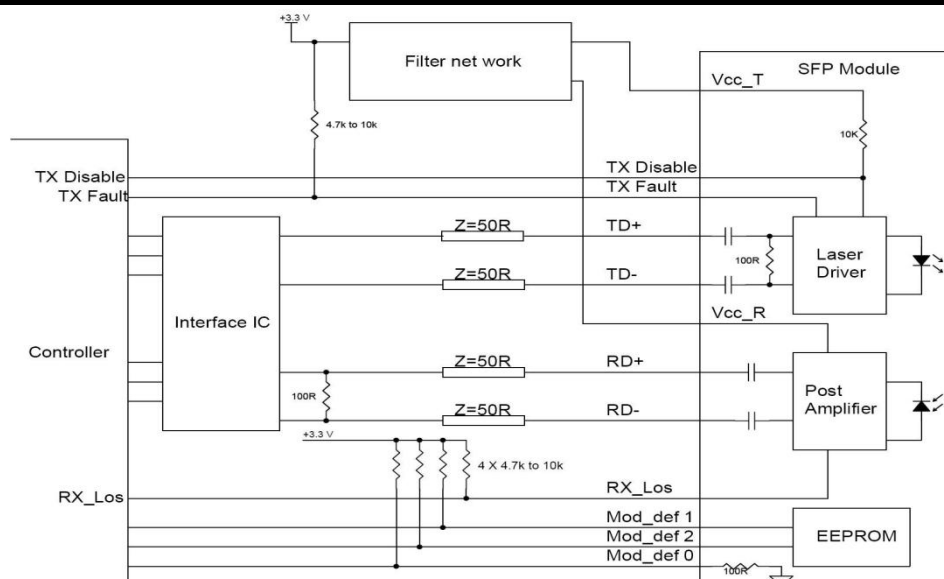 +3.3 V
Filter net work
SFP Module
Vcc_T
4.7k to 10k
10K
TX Disable
TX Disable
TX Fault
TX Fault
Z=50R
TD+
100R
Laser
Driver
Z=50R
TD-
Interface IC
Vcc_R
Controller
Z=50R
RD+
100R
Post
Amplifier
Z=50R
RD-
+3.3 V
4 X 4.7k to 10k
RX_Los
RX_Los
Mod_def 1
Mod_def 2
EEPROM
Mod_def 0
100R